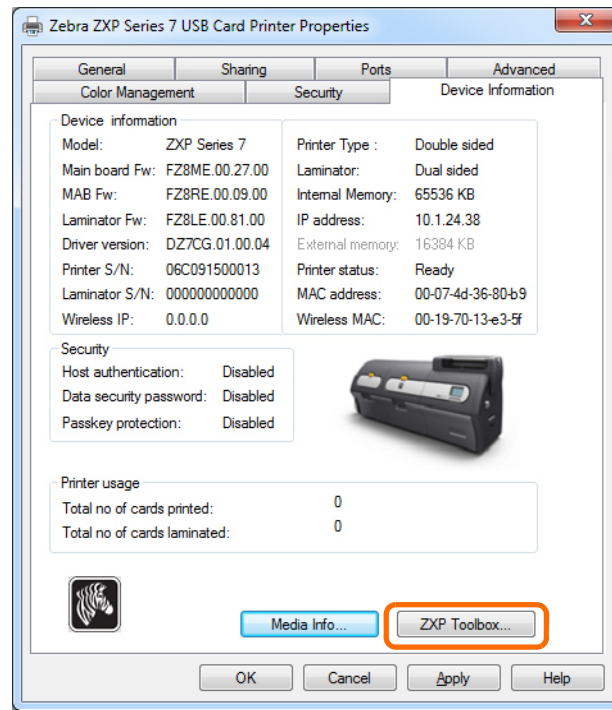 Zebra ZXP Series 7 USB Card Printer Properties
General Sharing Ports Advanced
Color Management Security Device Information
Device information
Model: ZXP Series 7
Main board Fw: FZ8ME.00.27.00
MAB Fw: FZ8RE.00.09.00
Laminator Fw: FZ8LE.00.81.00
Driver version: DZ7CG.01.00.04
Printer S/N: 06C091500013
Laminator S/N: 000000000000
Wireless IP: 0.0.0.0
Printer Type : Double sided
Laminator: Dual sided
Internal Memory: 65536 KB
IP address: 10.1.24.38
External memory: 16384 KB
Printer status: Ready
MAC address: 00-07-4d-36-80-b9
Wireless MAC: 00-19-70-13-e3-5f
Security
Host authentication: Disabled
Data security password: Disabled
Passkey protection: Disabled
Printer usage
Total no of cards printed: 0
Total no of cards laminated: 0
Media Info... ZXP Toolbox...
OK Cancel Apply Help